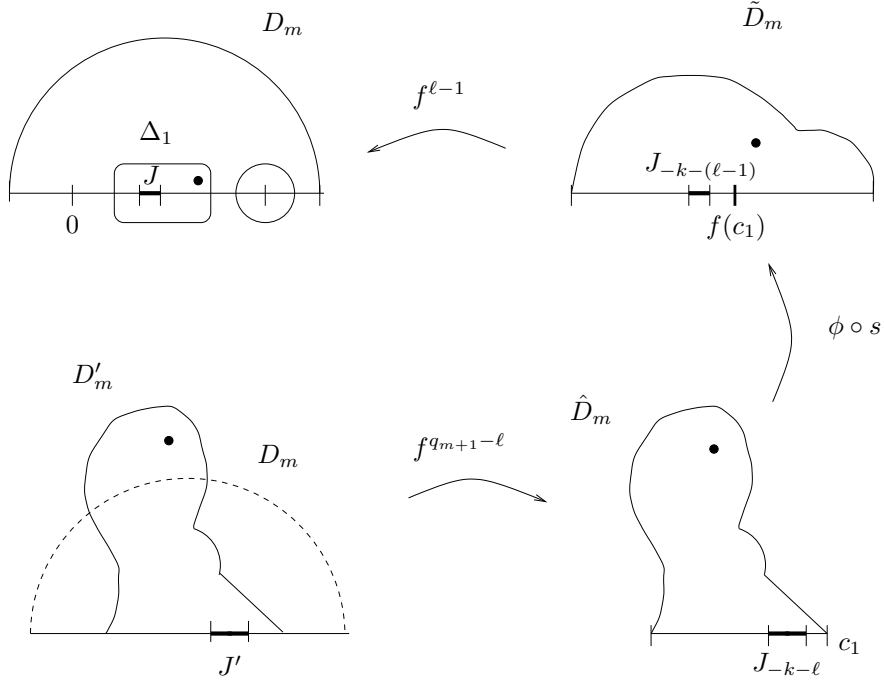 $D_m$
$\tilde{D}_m$
$f^{\ell-1}$
$\Delta_1$
$J$
$J_{-k-(\ell-1)}$
$0$
$f(c_1)$
$\phi \circ s$
$D'_m$
$\hat{D}_m$
$D_m$
$f^{q_{m+1}-\ell}$
$c_1$
$J'$
$J_{-k-\ell}$